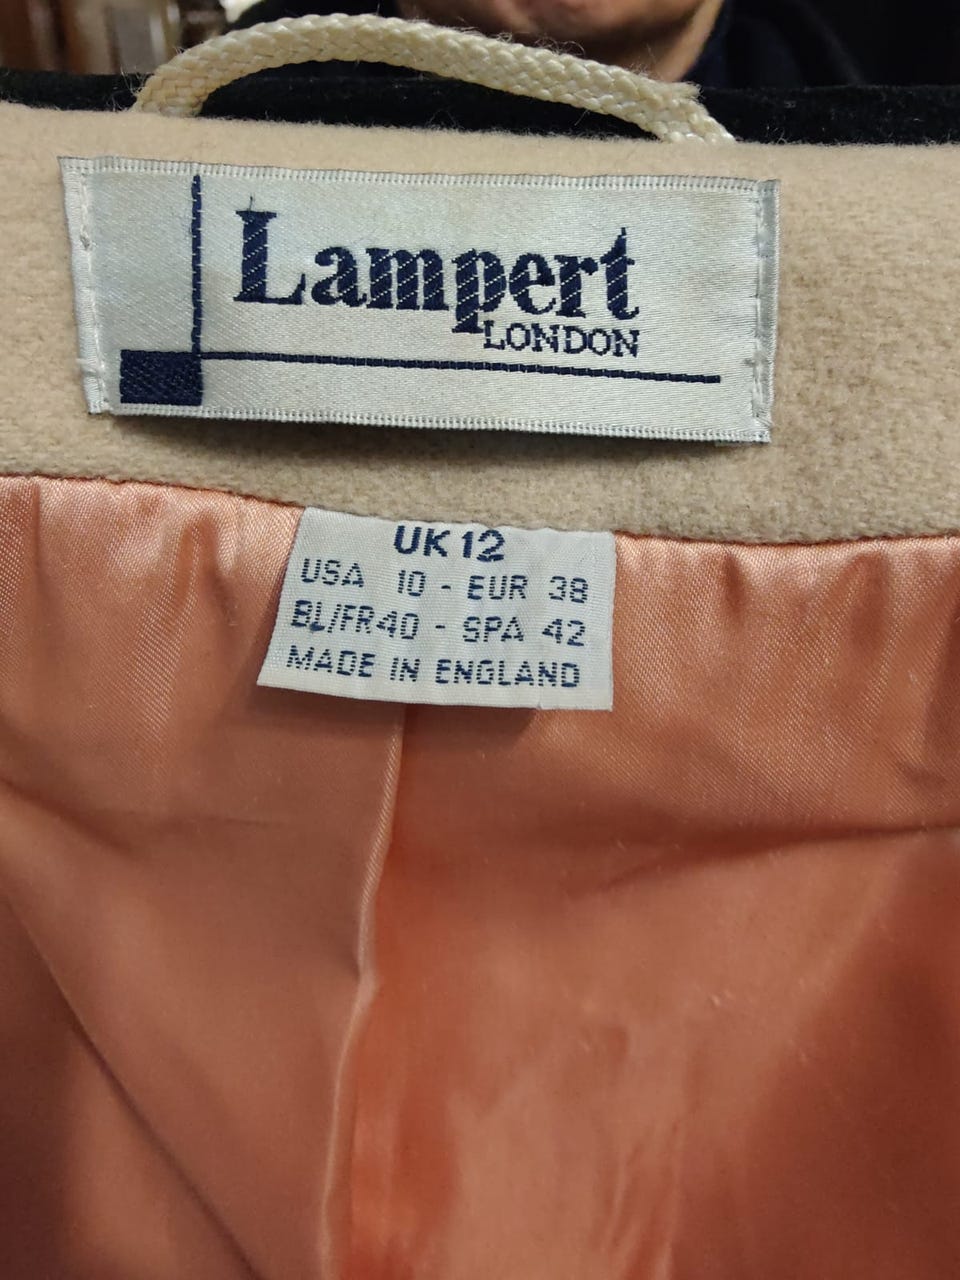 Lampert
LONDON
UK 12
USA 10 - EUR 38
BL/FR40 - SPA 42
MADE IN ENGLAND